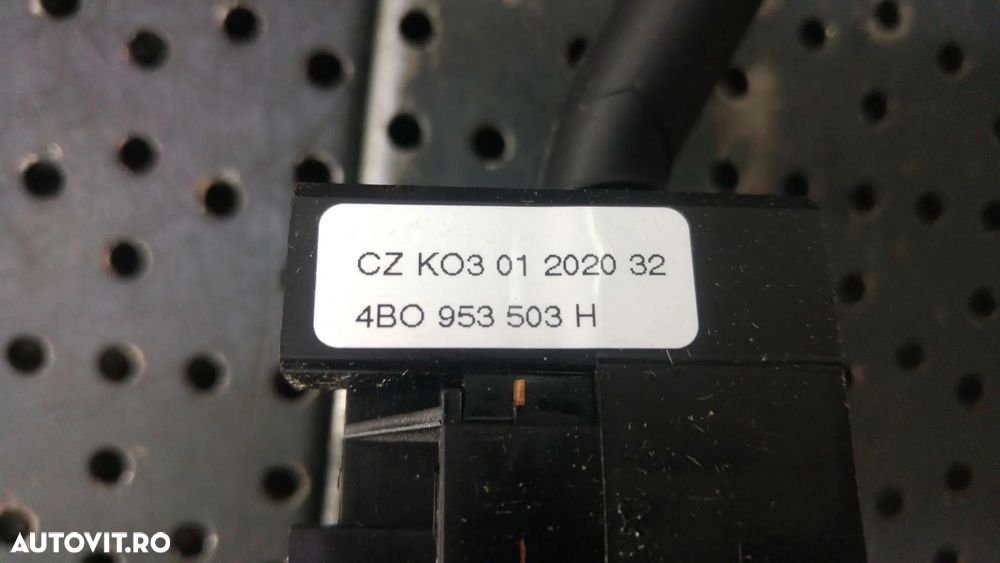 CZ KO3 01 2020 32
4BO 953 503 H
AUTOVIT.RO